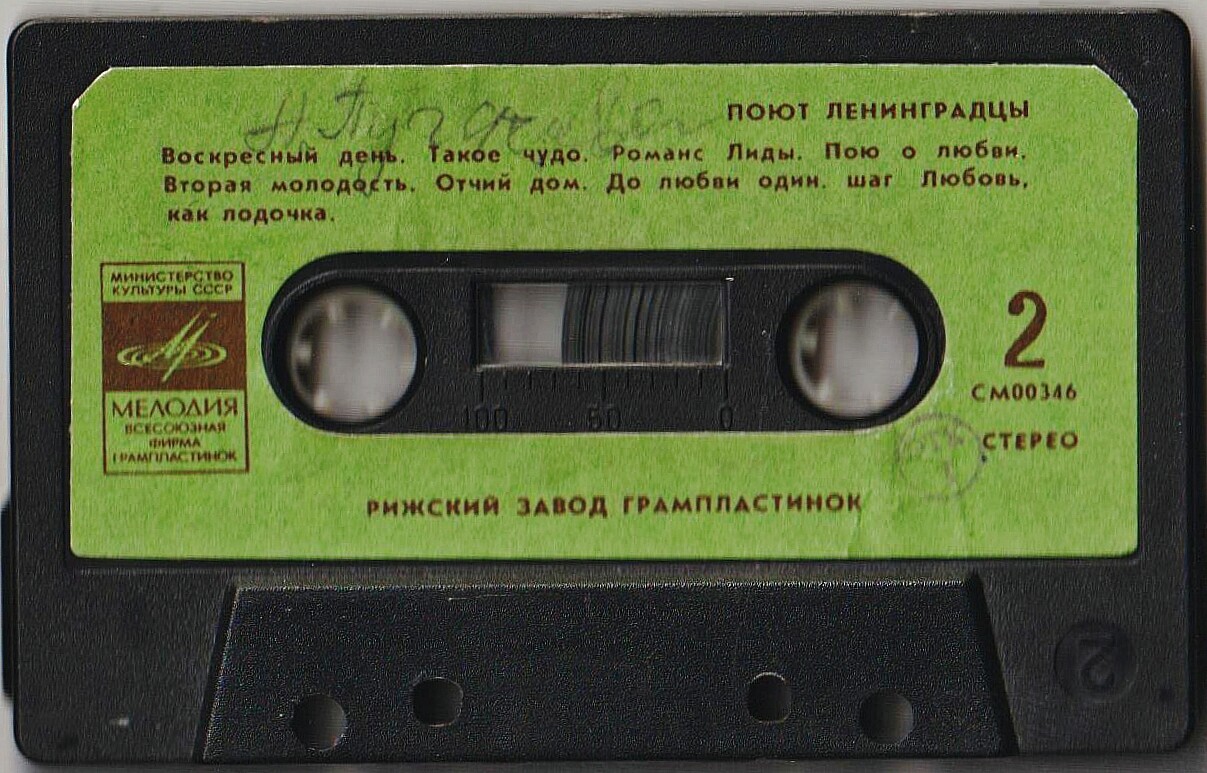 ПОЮТ ЛЕНИНГРАДЦЫ
Воскресный день. Такое чудо. Романс Лиды. Пою о любви.
Вторая молодость. Отчий дом. До любви один. шаг Любовь,
как лодочка.
МИНИСТЕРСТВО
КУЛЬТУРЫ СССР
МЕЛОДИЯ
ВСЕСОЮЗНАЯ
ФИРМА
ГРАМПЛАСТИНОК
100 50 0
2
СМ00346
СТЕРЕО
РИЖСКИЙ ЗАВОД ГРАМПЛАСТИНОК
2